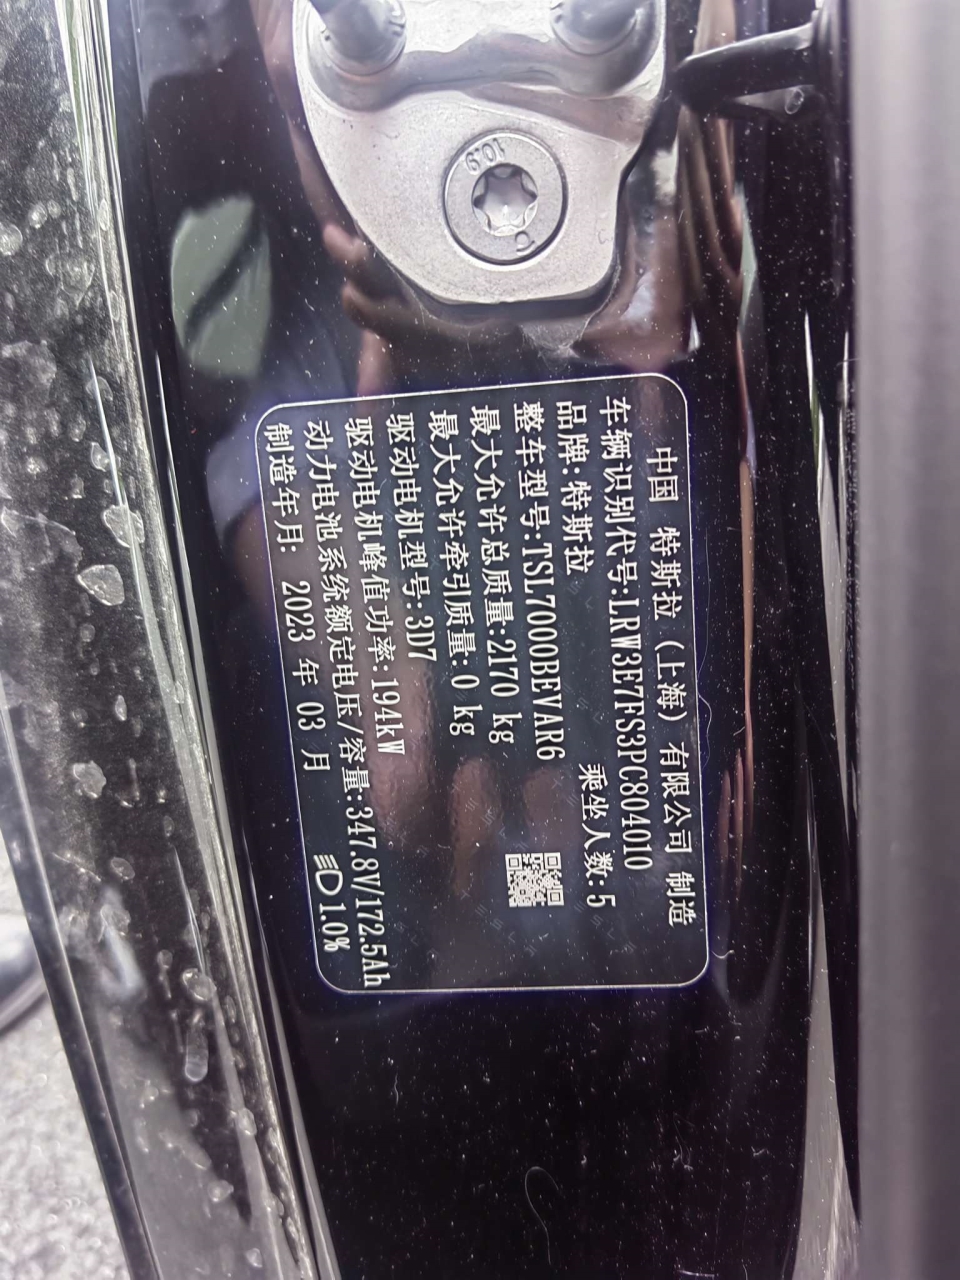 10.9
中国 特斯拉（上海）有限公司 制造
车辆识别代号:LRW3E7FS3PC804010
品牌:特斯拉 乘坐人数:5
整车型号:TSL7000BEVAR6
最大允许总质量:2170 kg
最大允许牵引质量:0 kg
驱动电机型号:3D7
驱动电机峰值功率:194kW
动力电池系统额定电压/容量:347.8V/172.5Ah
制造年月: 2023 年 03 月 1.0%